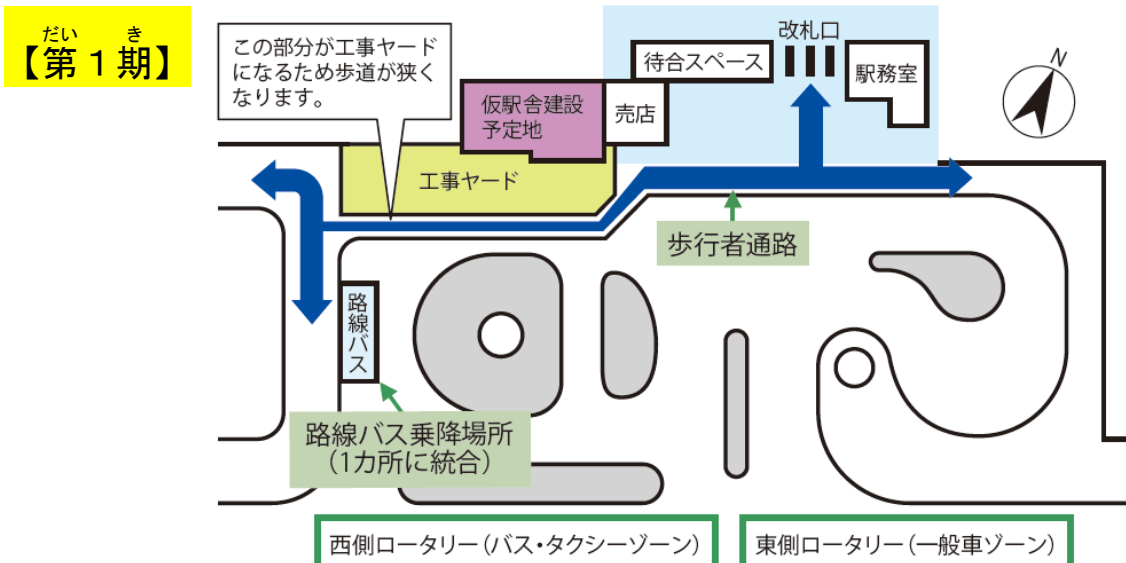 だい き
【第1期】
この部分が工事ヤード
になるため歩道が狭く
なります。
改札口
待合スペース
駅務室
仮駅舎建設
予定地
売店
N
工事ヤード
歩行者通路
路線バス
路線バス乗降場所
(1カ所に統合)
西側ロータリー(バス・タクシーゾーン)
東側ロータリー(一般車ゾーン)